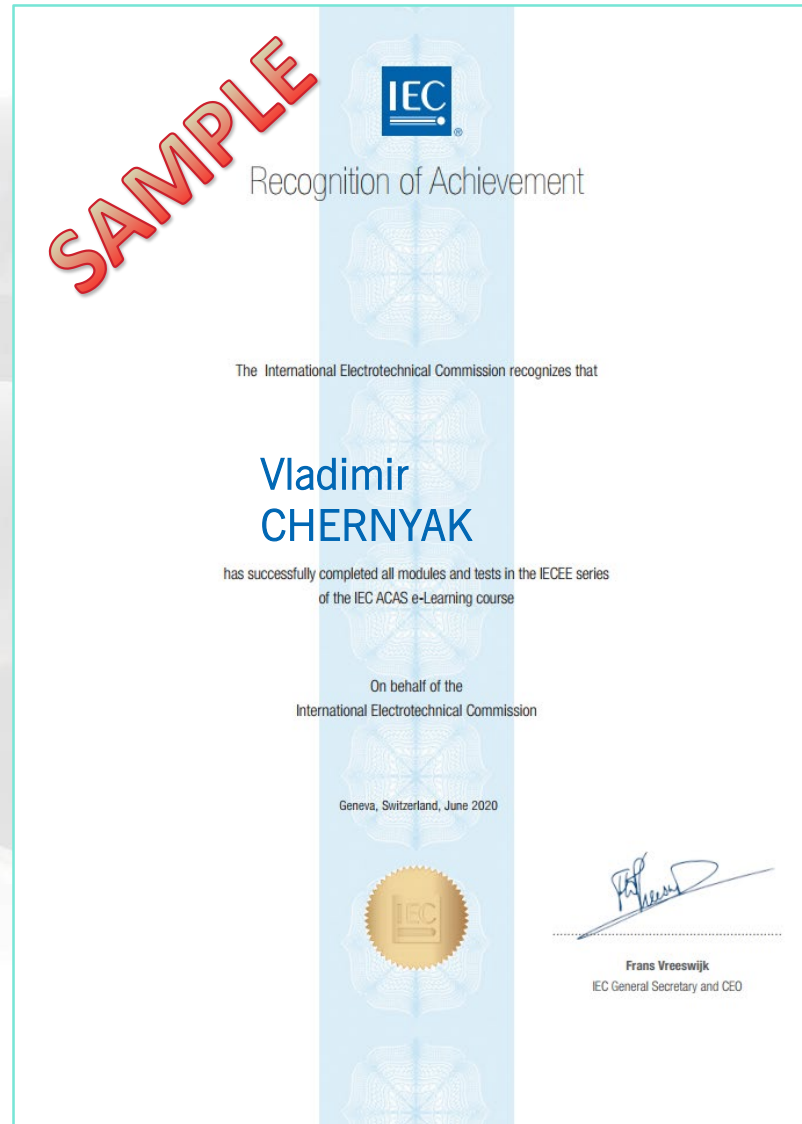 SAMPLE
IEC
®
Recognition of Achievement
The International Electrotechnical Commission recognizes that
Vladimir
CHERNYAK
has successfully completed all modules and tests in the IECEE series
of the IEC ACAS e-Learning course
On behalf of the
International Electrotechnical Commission
Geneva, Switzerland, June 2020
IEC
Frans Vreeswijk
IEC General Secretary and CEO